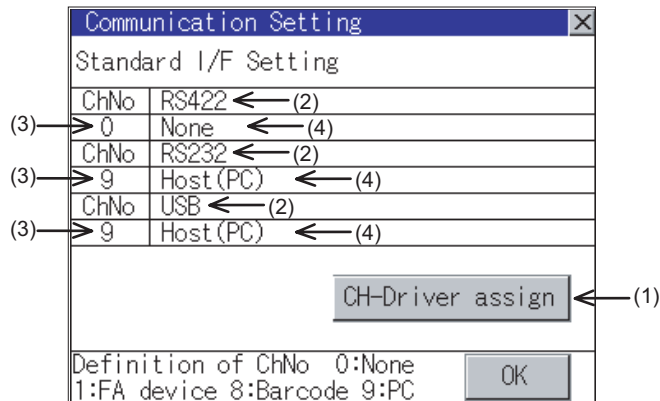 Communication Setting
Standard I/F Setting
ChNo RS422 (2)
(3) 0 None (4)
ChNo RS232 (2)
(3) 9 Host(PC) (4)
ChNo USB (2)
(3) 9 Host(PC) (4)
CH-Driver assign (1)
Definition of ChNo 0:None
1:FA device 8:Barcode 9:PC
OK